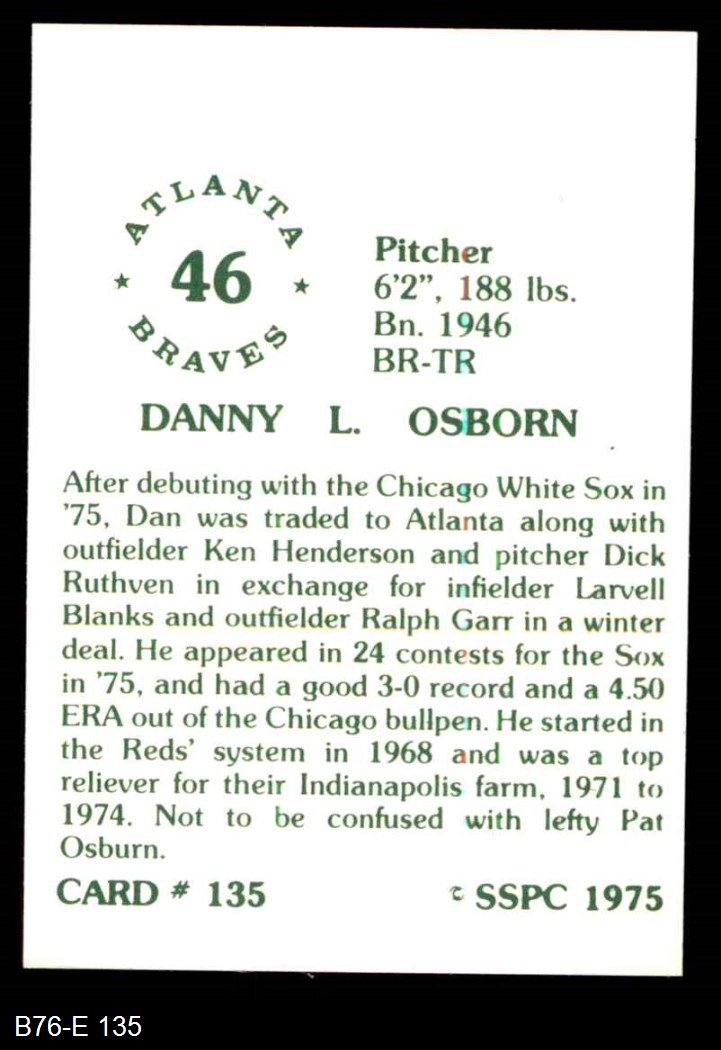 ATLANTA
★ 46 ★
BRAVES
Pitcher
6'2", 188 lbs.
Bn. 1946
BR-TR
DANNY L. OSBORN
After debuting with the Chicago White Sox in
'75, Dan was traded to Atlanta along with
outfielder Ken Henderson and pitcher Dick
Ruthven in exchange for infielder Larvell
Blanks and outfielder Ralph Garr in a winter
deal. He appeared in 24 contests for the Sox
in '75, and had a good 3-0 record and a 4.50
ERA out of the Chicago bullpen. He started in
the Reds' system in 1968 and was a top
reliever for their Indianapolis farm, 1971 to
1974. Not to be confused with lefty Pat
Osburn.
CARD # 135 © SSPC 1975
B76-E 135